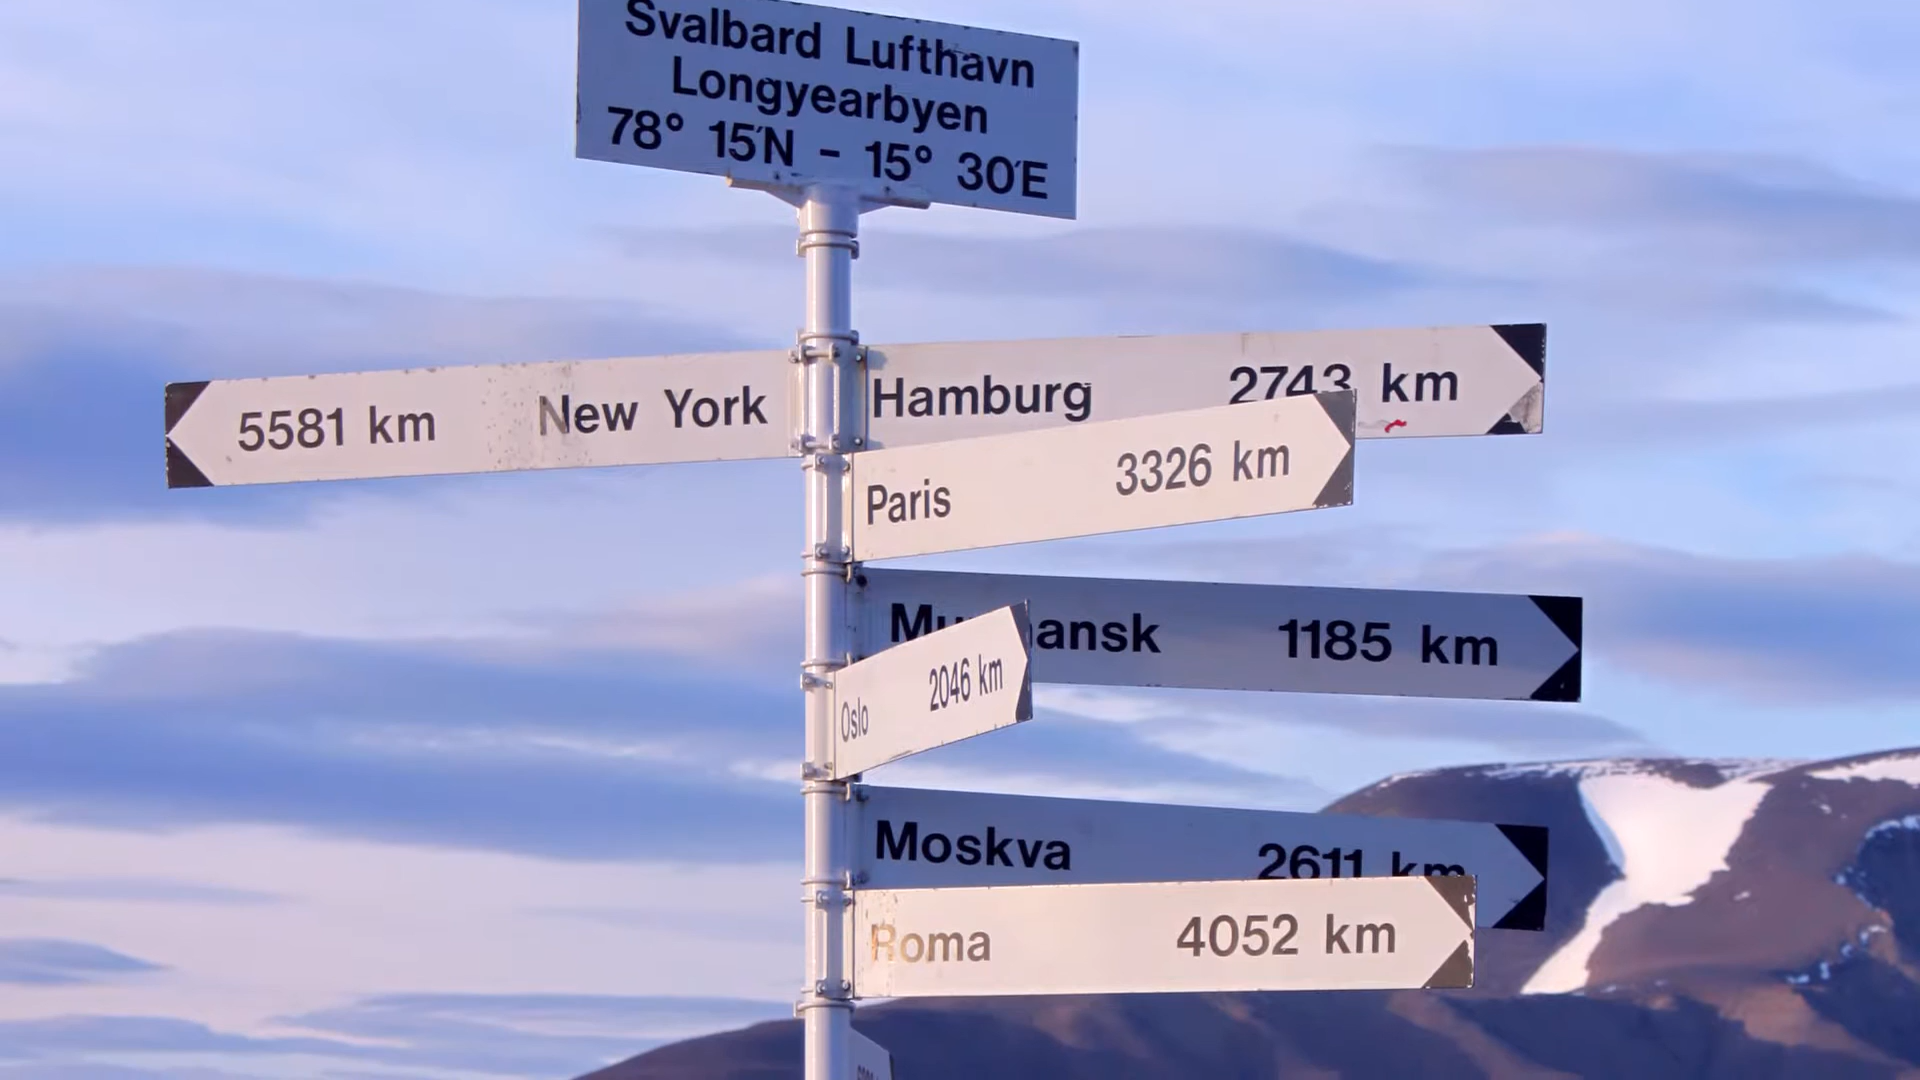 Svalbard Lufthavn
Longyearbyen
78° 15'N - 15° 30'E
5581 km New York
Hamburg 2743 km
Paris 3326 km
Murmansk 1185 km
Oslo 2046 km
Moskva 2611 km
Roma 4052 km